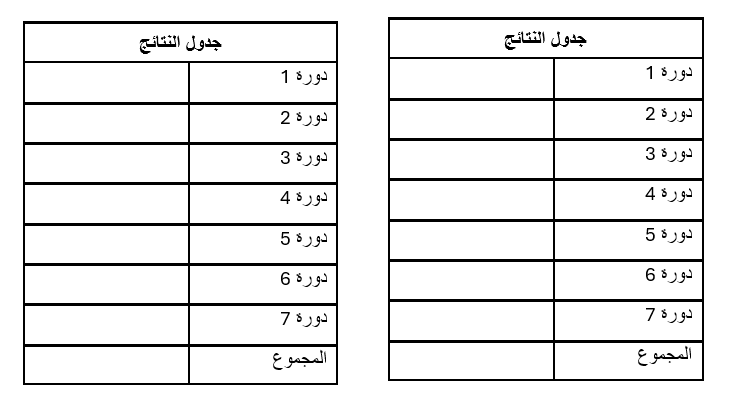 جدول النتائج
دورة 1
دورة 2
دورة 3
دورة 4
دورة 5
دورة 6
دورة 7
المجموع
جدول النتائج
دورة 1
دورة 2
دورة 3
دورة 4
دورة 5
دورة 6
دورة 7
المجموع